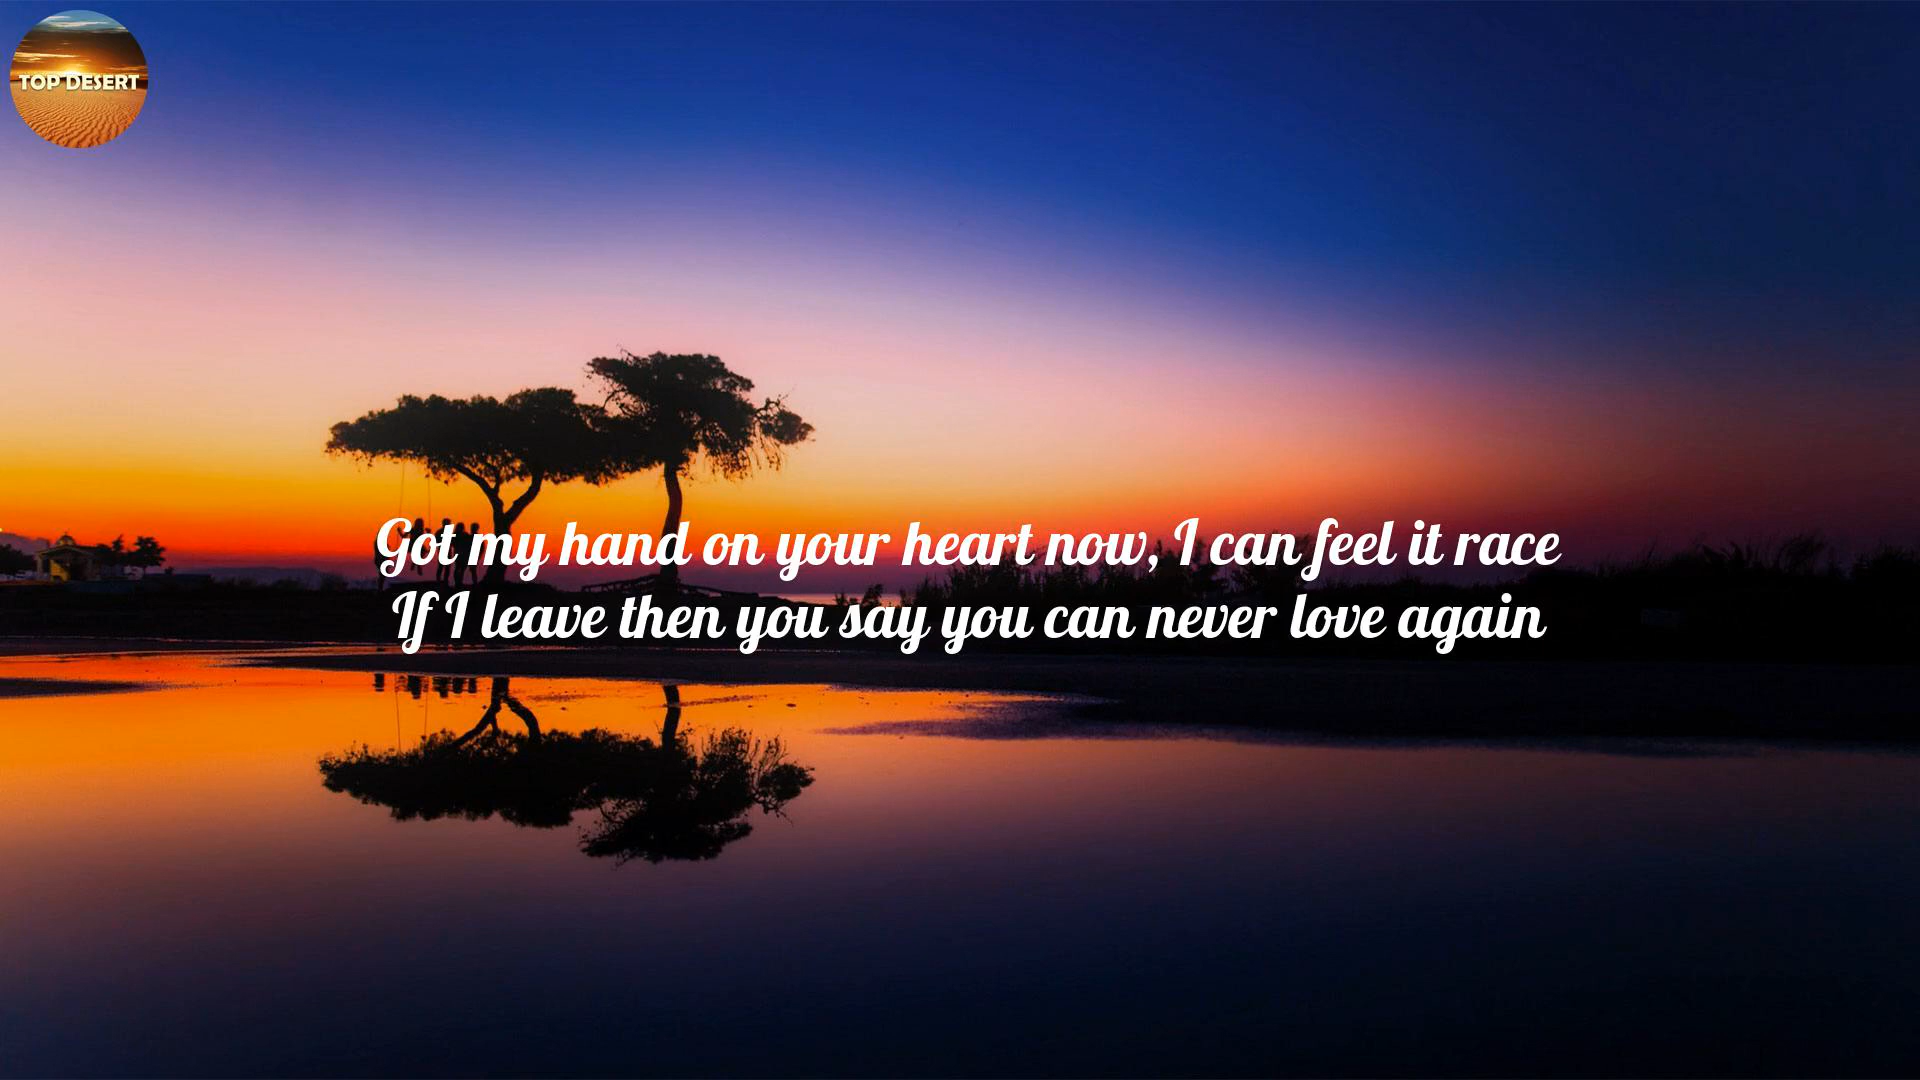 TOP DESERT
Got my hand on your heart now, I can feel it race
If I leave then you say you can never love again